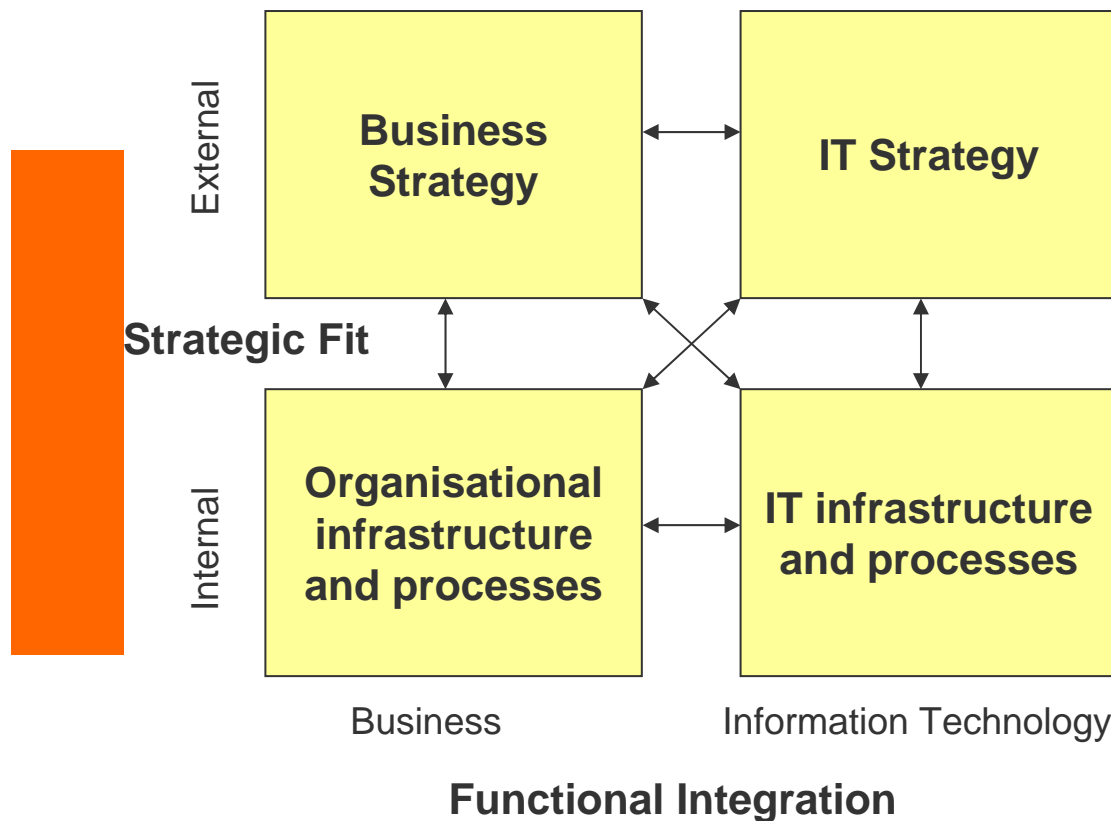 External
Business
Strategy
IT Strategy
Strategic Fit
Internal
Organisational
infrastructure
and processes
IT infrastructure
and processes
Business
Information Technology
Functional Integration